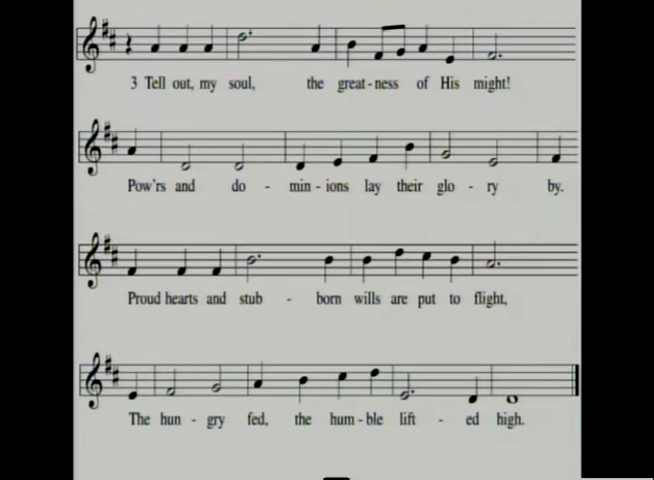 3 Tell out, my soul, the great - ness of His might!
Pow'rs and do - min - ions lay their glo - ry by.
Proud hearts and stub - born wills are put to flight,
The hun - gry fed, the hum - ble lift - ed high.